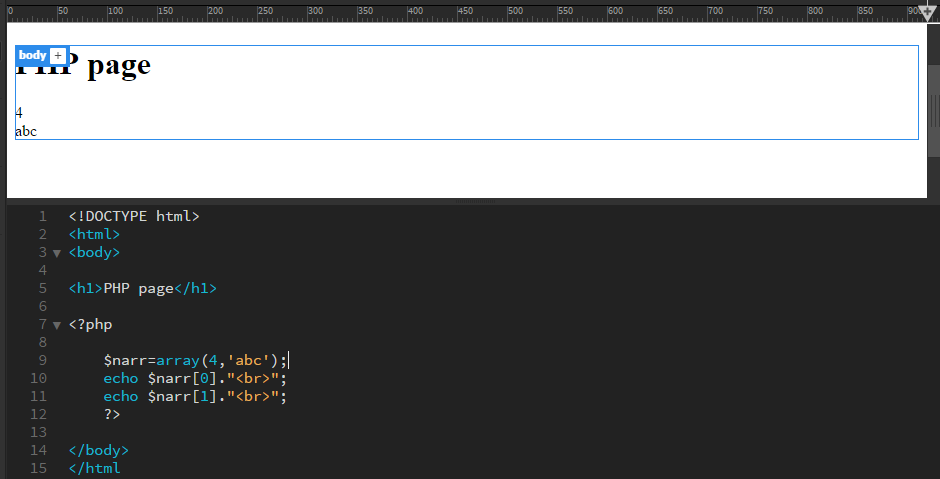 0 50 100 150 200 250 300 350 400 450 500 550 600 650 700 750 800 850 900
body +
PHP page
4
abc
1 <!DOCTYPE html>
2 <html>
3 <body>
4
5 <h1>PHP page</h1>
6
7 <?php
8
9 $narr=array(4,'abc');
10 echo $narr[0]."<br>";
11 echo $narr[1]."<br>";
12 ?>
13
14 </body>
15 </html